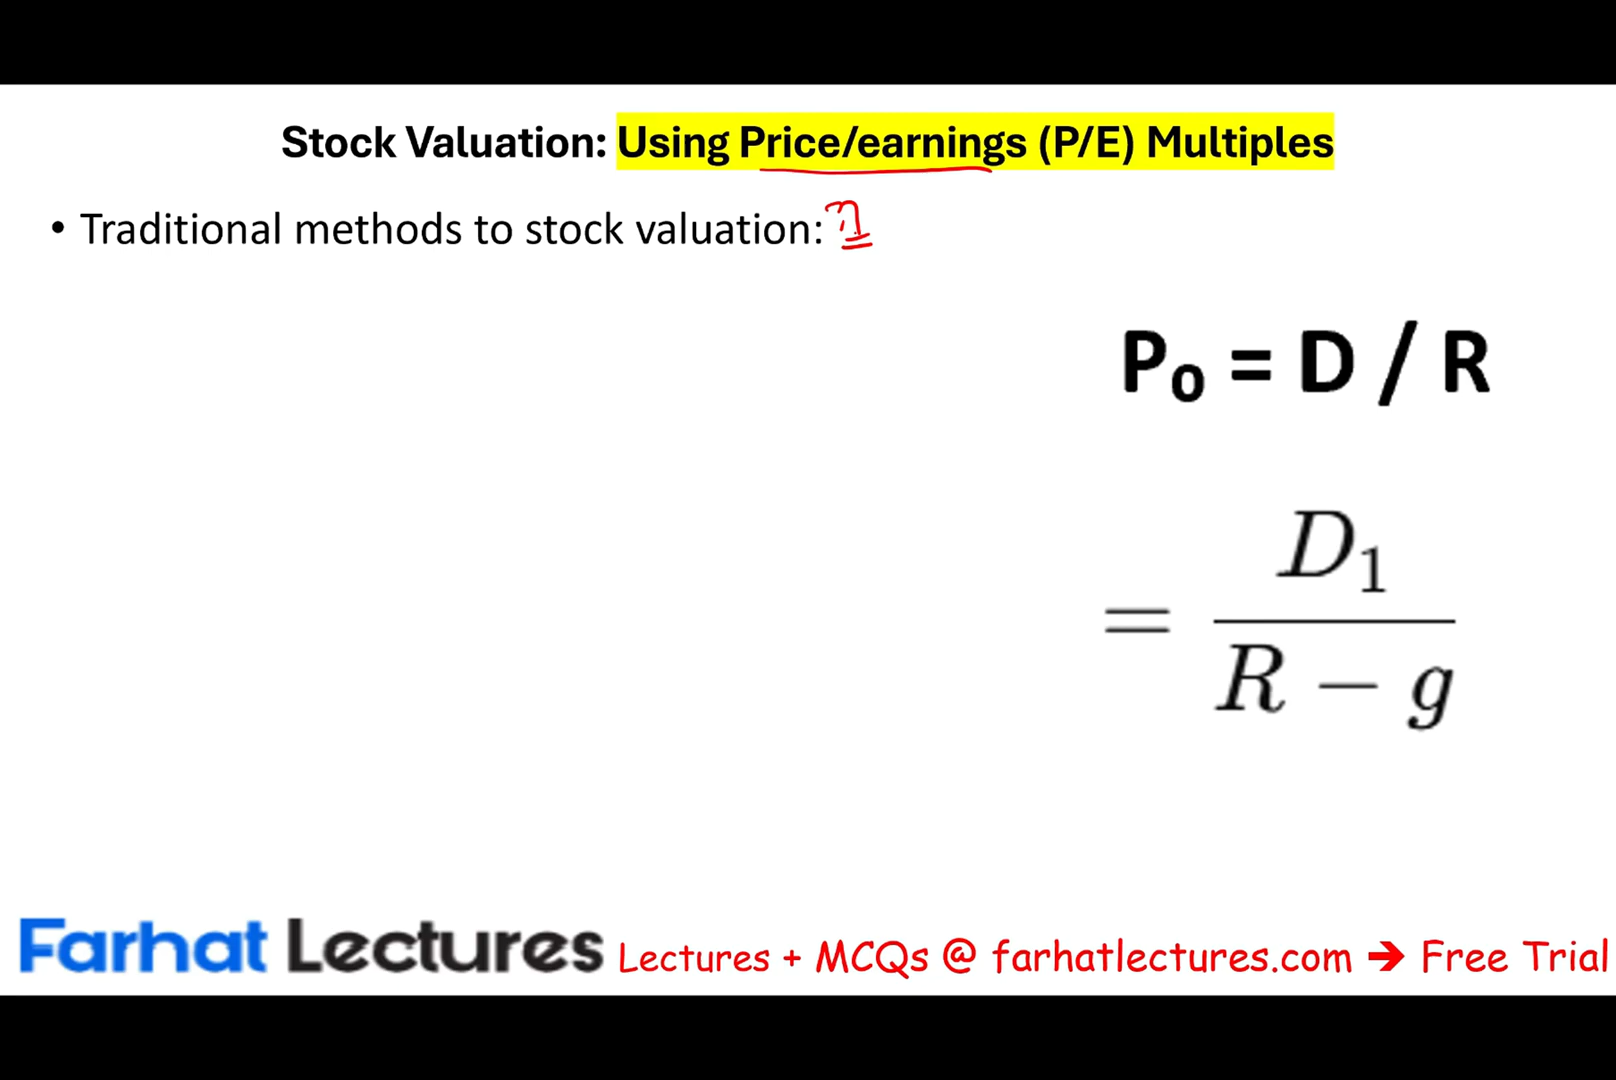 Stock Valuation: Using Price/earnings (P/E) Multiples
• Traditional methods to stock valuation:
P₀ = D / R
= D₁ / (R − g)
Farhat Lectures Lectures + MCQs @ farhatlectures.com ➔ Free Trial